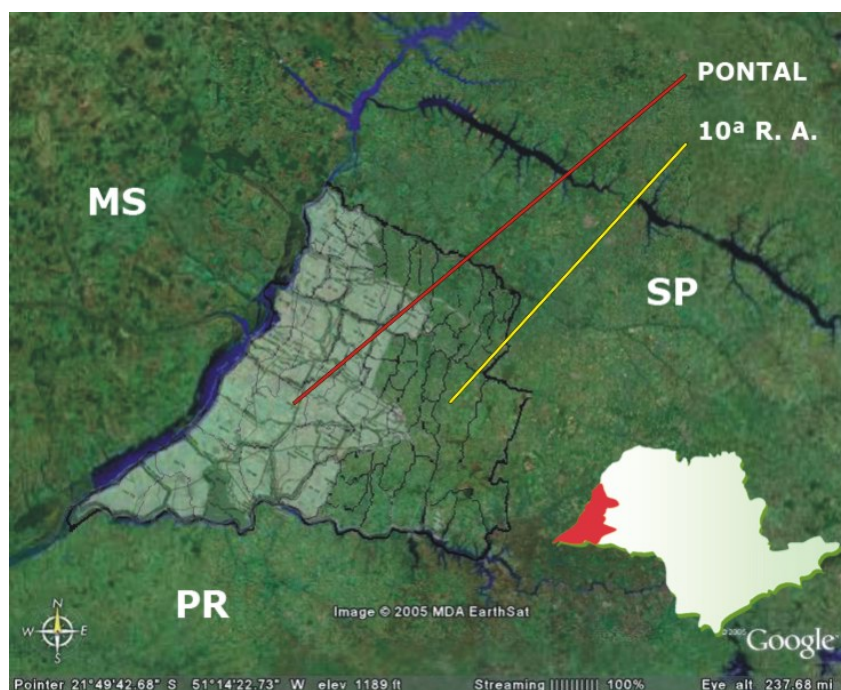 PONTAL
10ª R. A.
MS
SP
PR
N
W E
S
Image © 2005 MDA EarthSat
© 2005 Google
Pointer 21°49'42.68" S 51°14'22.73" W elev 1189 ft Streaming |||||||||| 100% Eye alt 237.68 mi